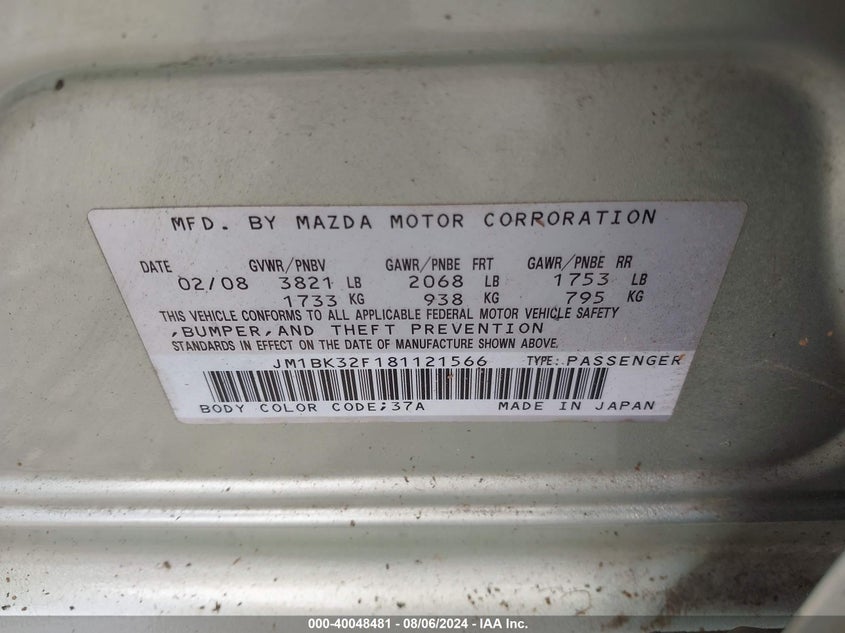 MFD. BY MAZDA MOTOR CORPORATION
DATE GVWR/PNBV GAWR/PNBE FRT GAWR/PNBE RR
02/08 3821 LB 2068 LB 1753 LB
1733 KG 938 KG 795 KG
THIS VEHICLE CONFORMS TO ALL APPLICABLE FEDERAL MOTOR VEHICLE SAFETY
,BUMPER,AND THEFT PREVENTION
STANDARDS IN EFFECT ON THE DATE OF MANUFACTURE SHOWN ABOVE.
JM1BK32F181121566 TYPE: PASSENGER
BODY COLOR CODE;37A MADE IN JAPAN
000-40048481 - 08/06/2024 - IAA Inc.